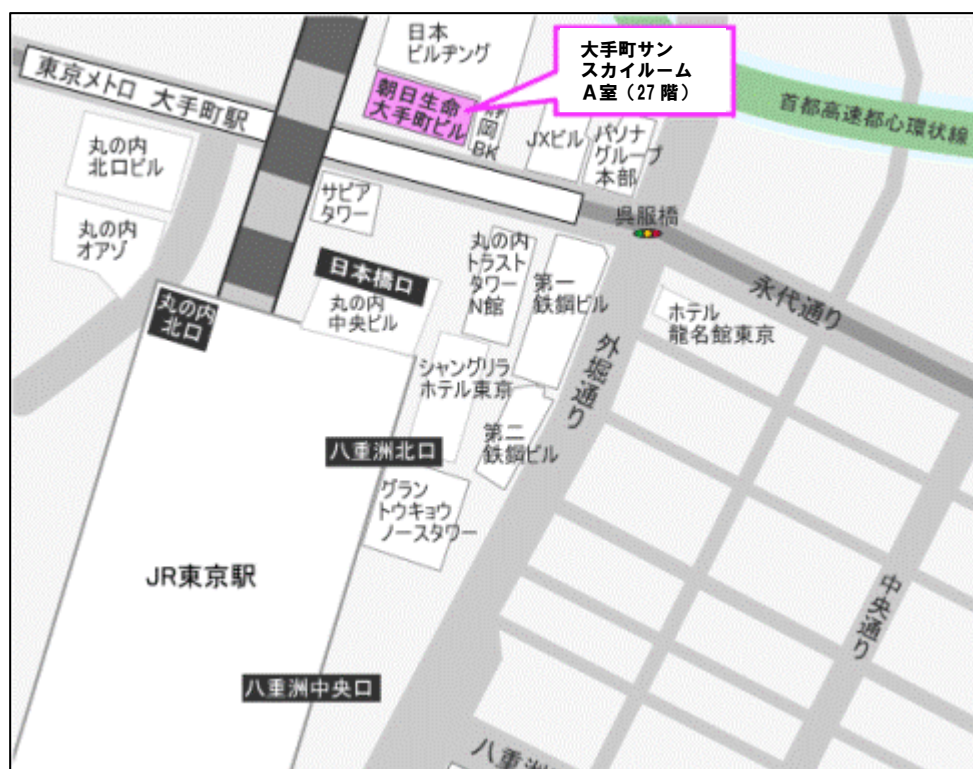 日本
ビルヂング
大手町サン
スカイルーム
A室（27階）
東京メトロ 大手町駅
朝日生命
大手町ビル
岡
BK
JXビル
パソナ
グループ
本部
首都高速都心環状線
丸の内
北口ビル
サピア
タワー
呉服橋
丸の内
オアゾ
日本橋口
丸の内
トラスト
タワー
N館
第一
鉄鋼ビル
永代通り
丸の内
北口
丸の内
中央ビル
ホテル
龍名館東京
外堀通り
シャングリラ
ホテル東京
八重洲北口
第二
鉄鋼ビル
グラン
トウキョウ
ノースタワー
JR東京駅
中央通り
八重洲中央口
八重洲